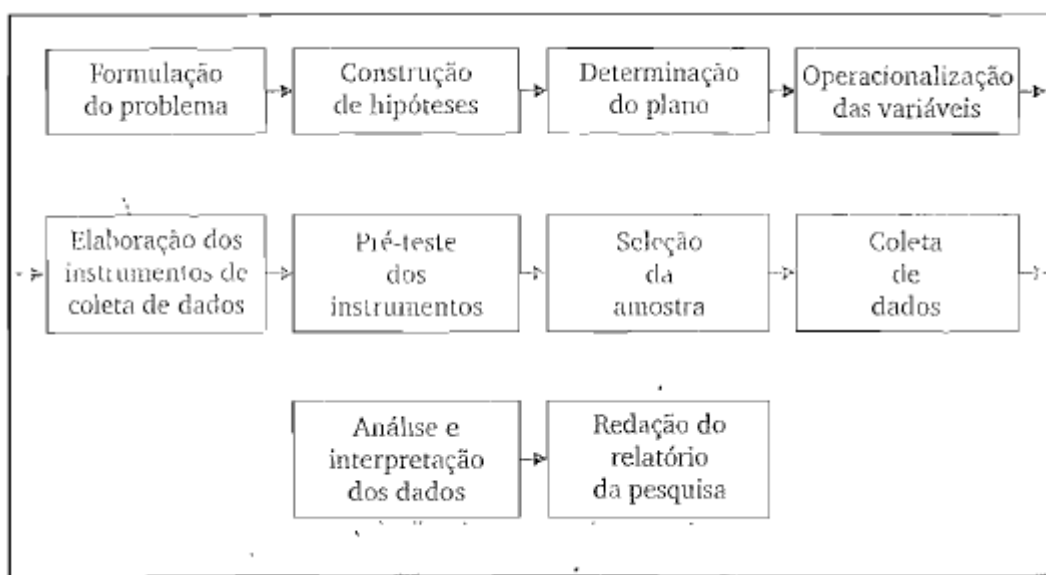 Formulação
do problema
Construção
de hipóteses
Determinação
do plano
Operacionalização
das variáveis
Elaboração dos
instrumentos de
coleta de dados
Pré-teste
dos
instrumentos
Seleção
da
amostra
Coleta
de
dados
Análise e
interpretação
dos dados
Redação do
relatório
da pesquisa